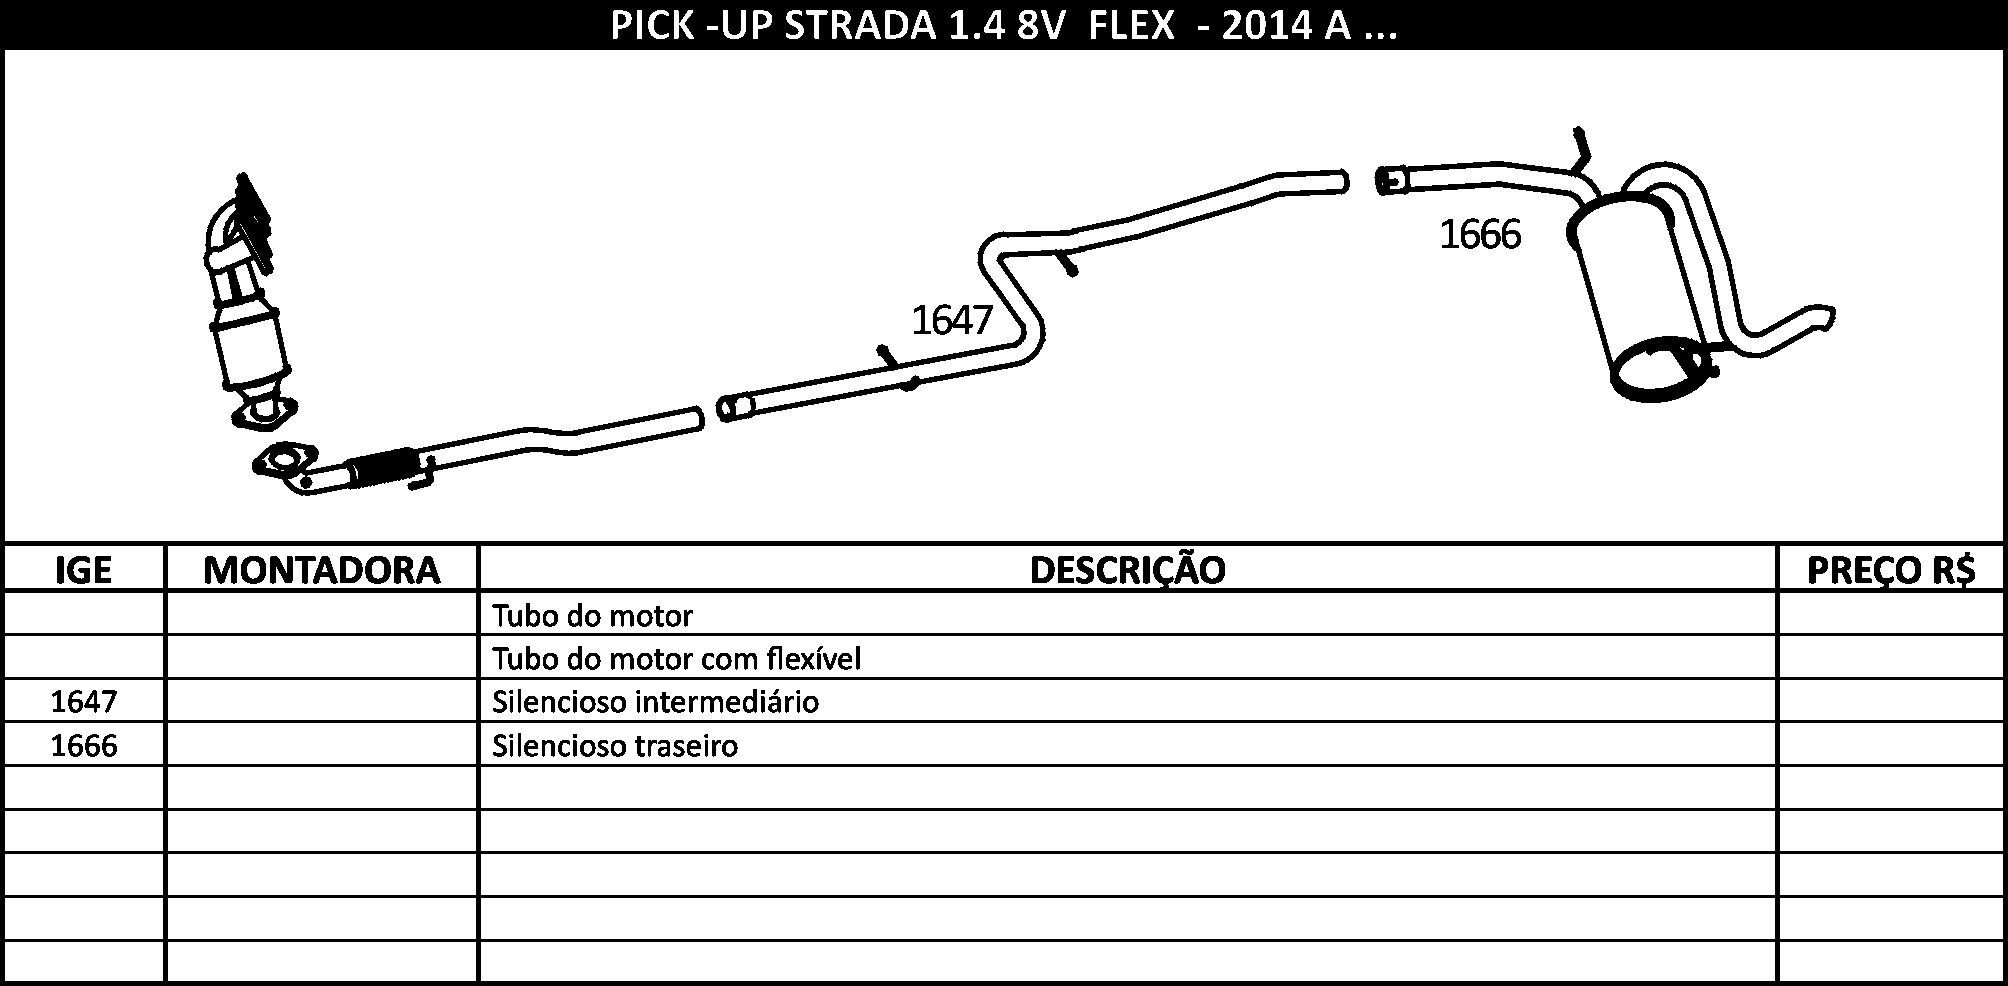 PICK -UP STRADA 1.4 8V  FLEX  - 2014 A ...
1666
1647
IGE MONTADORA DESCRIÇÃO PREÇO R$
Tubo do motor
Tubo do motor com flexível
1647 Silencioso intermediário
1666 Silencioso traseiro